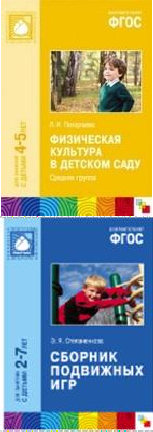 ФГОС
Л. И. Пензулаева
ФИЗИЧЕСКАЯ
КУЛЬТУРА
В ДЕТСКОМ САДУ
Средняя группа
Для занятий
с детьми 4-5 лет
ФГОС
Э. Я. Степаненкова
СБОРНИК
ПОДВИЖНЫХ
ИГР
Для занятий
с детьми 2-7 лет